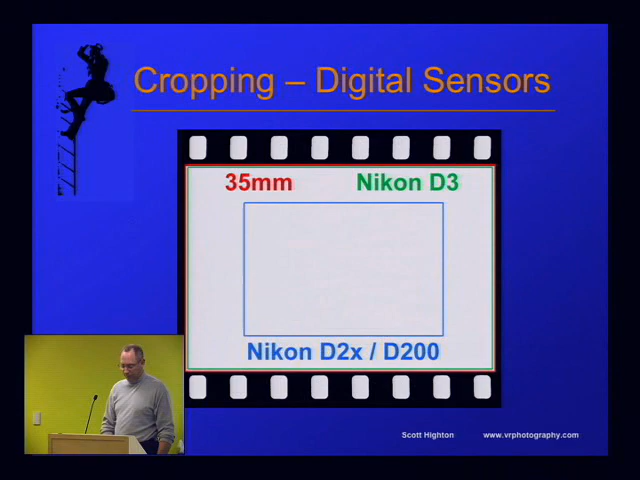 Cropping – Digital Sensors
35mm
Nikon D3
Nikon D2x / D200
Scott Highton
www.vrphotography.com